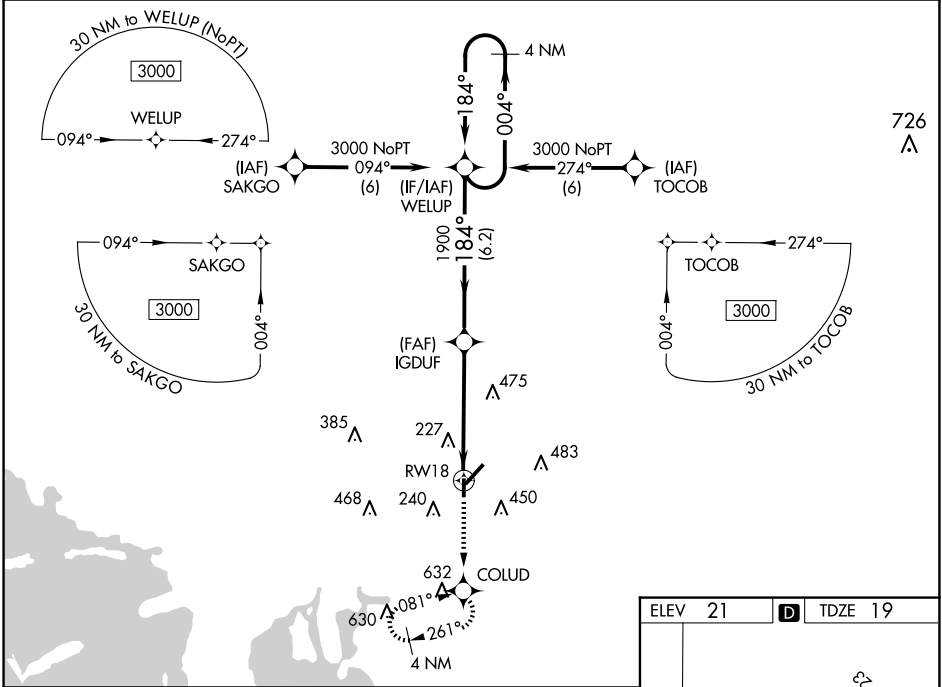 30 NM to WELUP (NoPT)
3000
WELUP
094°
274°
4 NM
184°
004°
726
3000 NoPT
094°
(6)
(IAF)
SAKGO
(IF/IAF)
WELUP
3000 NoPT
274°
(6)
(IAF)
TOCOB
1900
184°
(6.2)
094°
SAKGO
3000
004°
30 NM to SAKGO
274°
TOCOB
3000
004°
30 NM to TOCOB
(FAF)
IGDUF
475
385
227
483
RW18
468
240
450
632
COLUD
081°
630
261°
4 NM
ELEV 21
D
TDZE 19
23